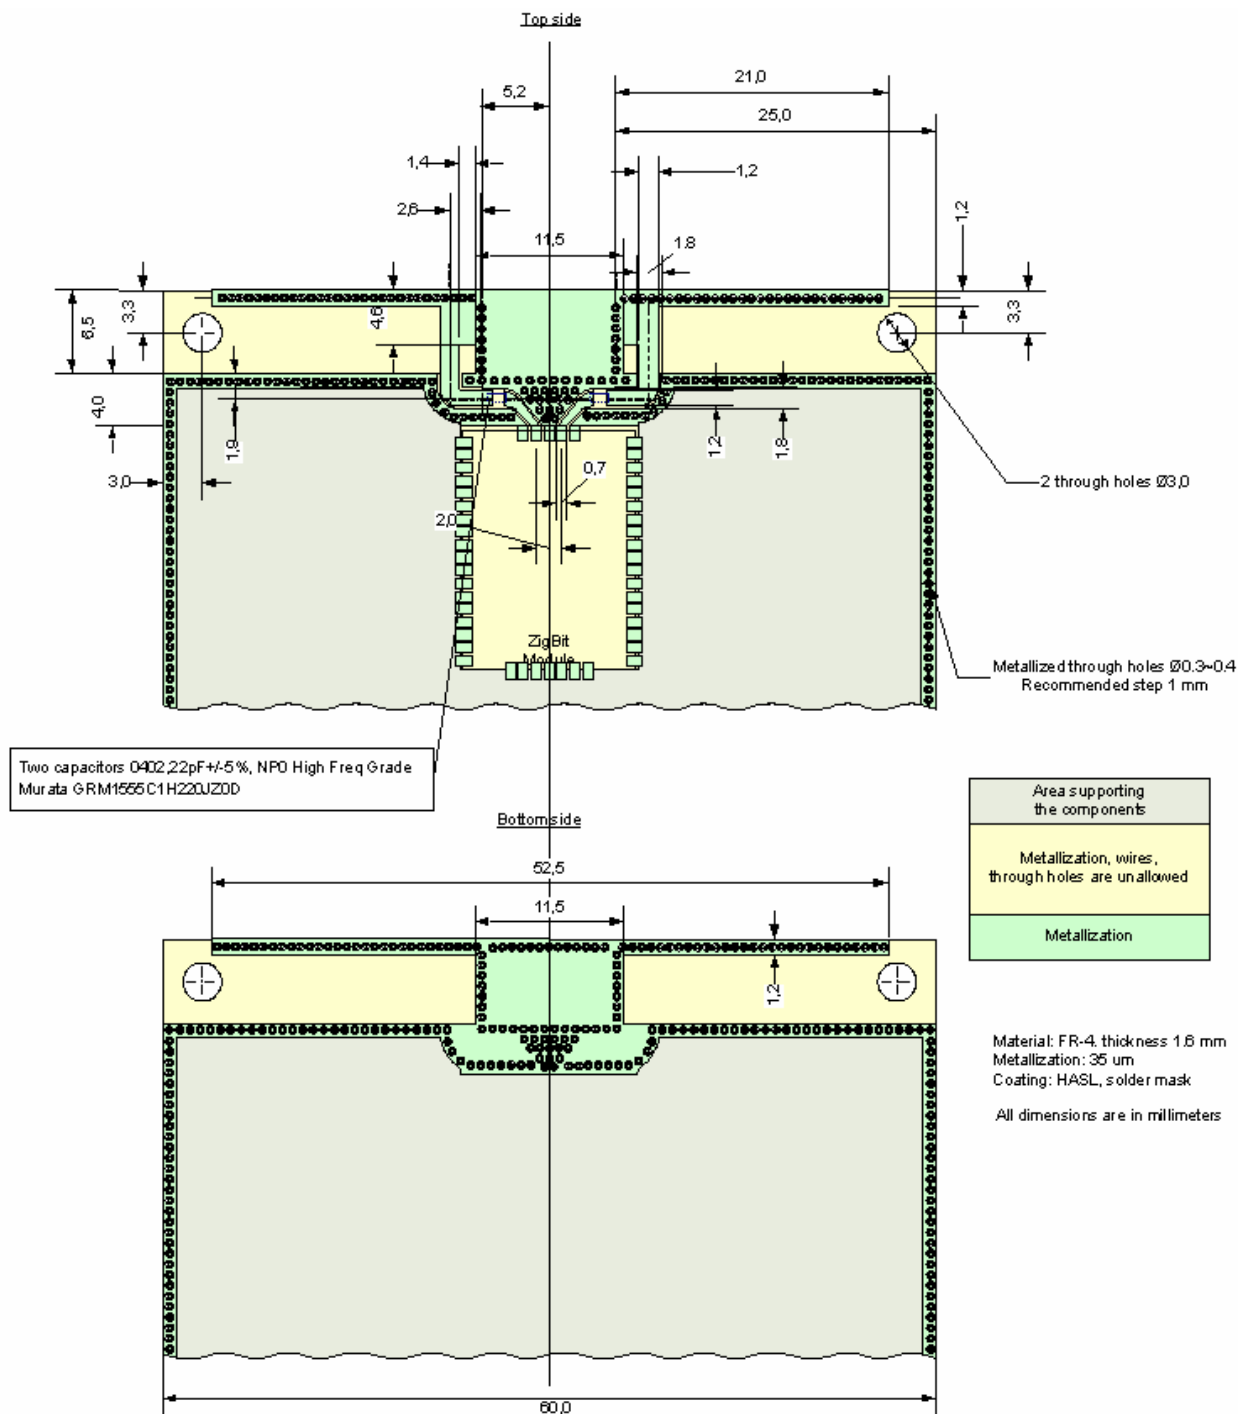 Top side
21,0
5,2
25,0
1,4
1,2
2,6
1,2
11,5
1.8
3,3
6,5
4,6
3,3
4,0
1,9
1,2
1,8
3,0
0,7
2 through holes Ø3,0
2,0
ZigBit
Module
Metallized through holes Ø0.3~0.4
Recommended step 1 mm
Two capacitors 0402,22pF+/-5%, NP0 High Freq Grade
Murata GRM1555C1H220JZ0D
Area supporting
the components
Bottom side
Metallization, wires,
through holes are unallowed
52,5
11,5
Metallization
1,2
Material: FR-4. thickness 1.6 mm
Metallization: 35 um
Coating: HASL, solder mask
All dimensions are in millimeters
60,0